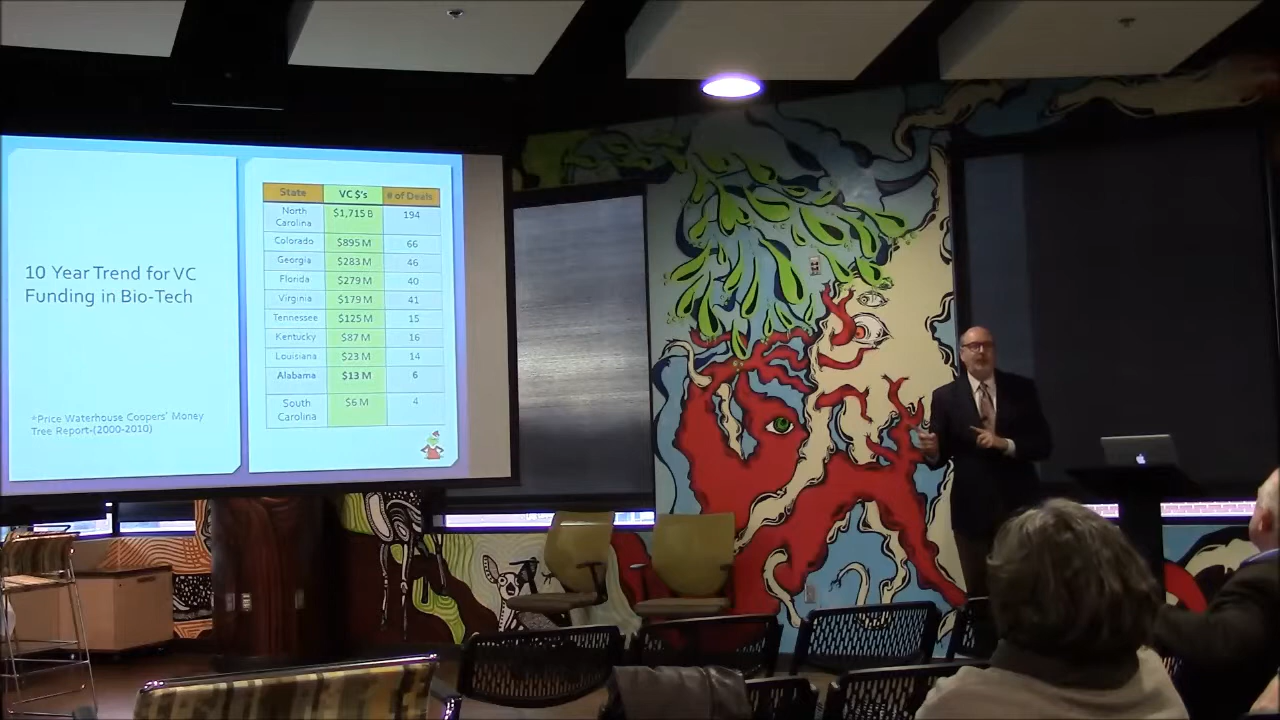 10 Year Trend for VC
Funding in Bio-Tech
*Price Waterhouse Coopers' Money
Tree Report-(2000-2010)
State VC $'s # of Deals
North Carolina $1,715 B 194
Colorado $895 M 66
Georgia $283 M 46
Florida $279 M 40
Virginia $179 M 41
Tennessee $125 M 15
Kentucky $87 M 16
Louisiana $23 M 14
Alabama $13 M 6
South Carolina $6 M 4